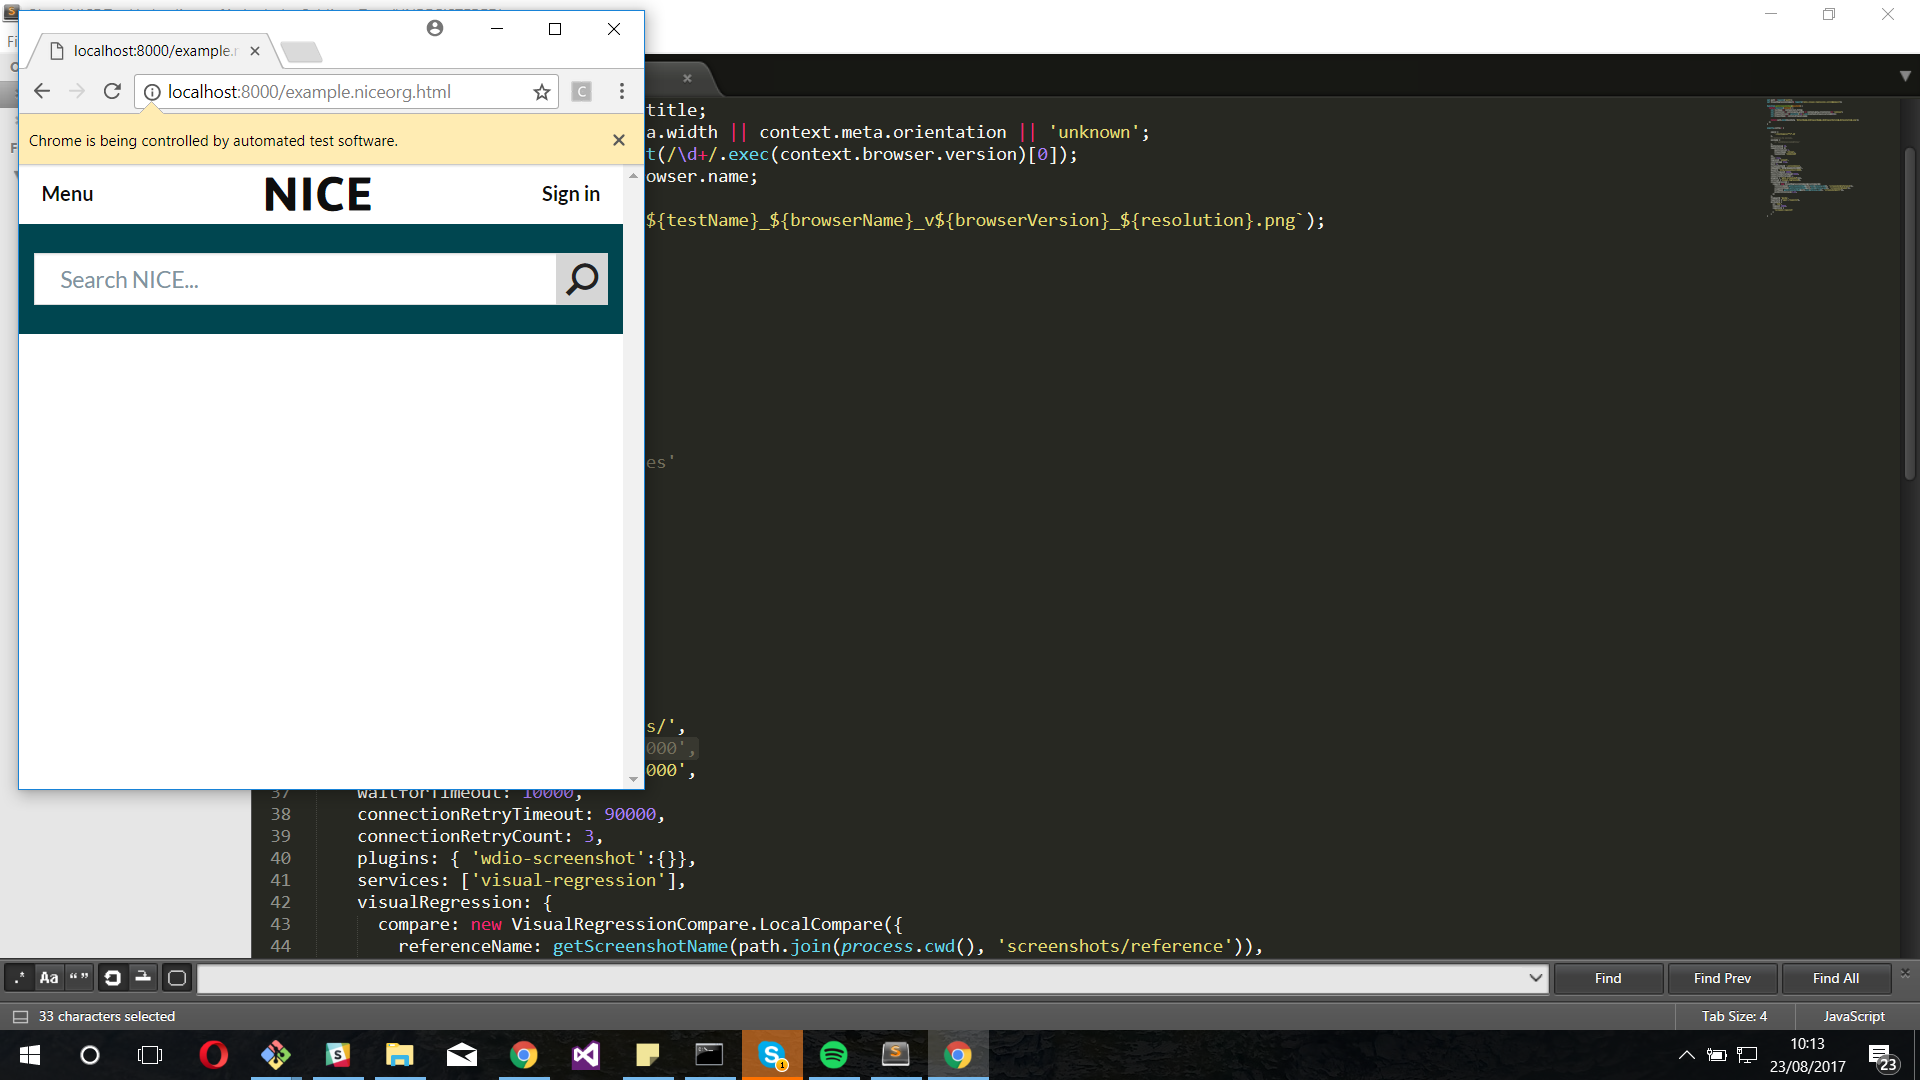 localhost:8000/example.
localhost:8000/example.niceorg.html
C
Chrome is being controlled by automated test software.
Menu
NICE
Sign in
Search NICE...
title;
a.width || context.meta.orientation || 'unknown';
t(/\d+/.exec(context.browser.version)[0]);
owser.name;
${testName}_${browserName}_v${browserVersion}_${resolution}.png`);
es'
s/',
000',
000',
37 waitforTimeout: 10000,
38 connectionRetryTimeout: 90000,
39 connectionRetryCount: 3,
40 plugins: { 'wdio-screenshot':{}},
41 services: ['visual-regression'],
42 visualRegression: {
43 compare: new VisualRegressionCompare.LocalCompare({
44 referenceName: getScreenshotName(path.join(process.cwd(), 'screenshots/reference')),
.* Aa “ ”
Find
Find Prev
Find All
33 characters selected
Tab Size: 4
JavaScript
10:13
23/08/2017
23